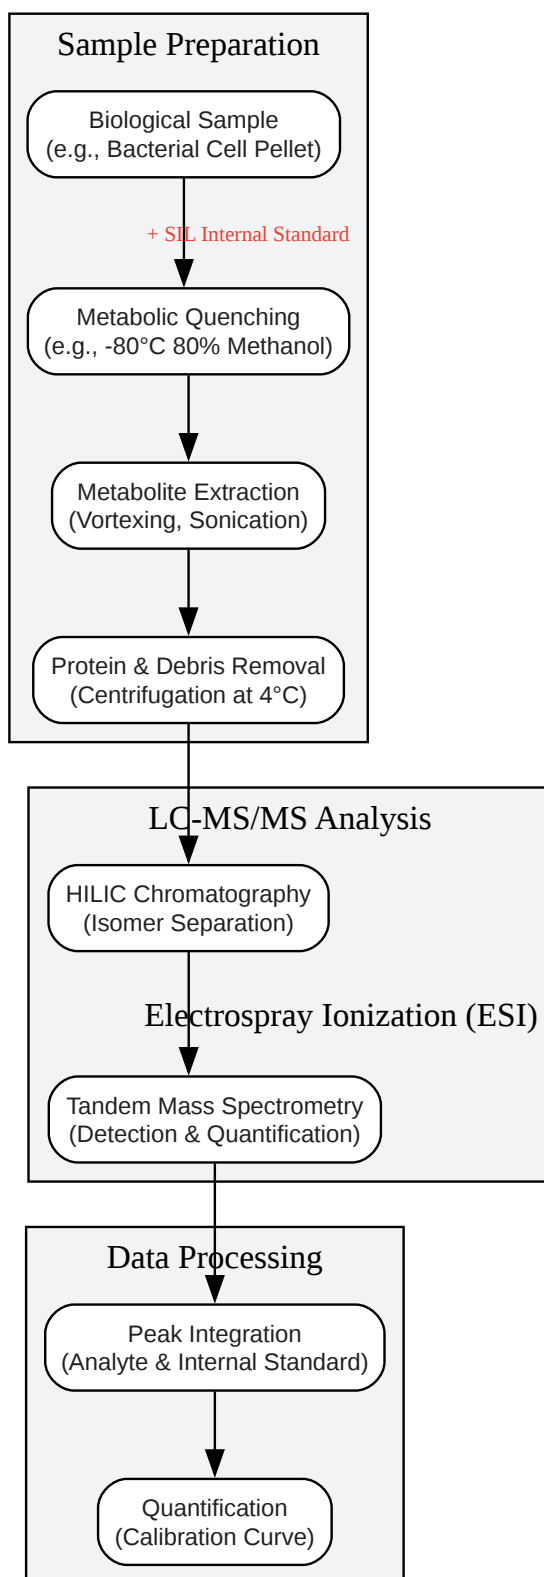 Sample Preparation
Biological Sample
(e.g., Bacterial Cell Pellet)
+ SIL Internal Standard
Metabolic Quenching
(e.g., -80°C 80% Methanol)
Metabolite Extraction
(Vortexing, Sonication)
Protein & Debris Removal
(Centrifugation at 4°C)
LC-MS/MS Analysis
HILIC Chromatography
(Isomer Separation)
Electrospray Ionization (ESI)
Tandem Mass Spectrometry
(Detection & Quantification)
Data Processing
Peak Integration
(Analyte & Internal Standard)
Quantification
(Calibration Curve)